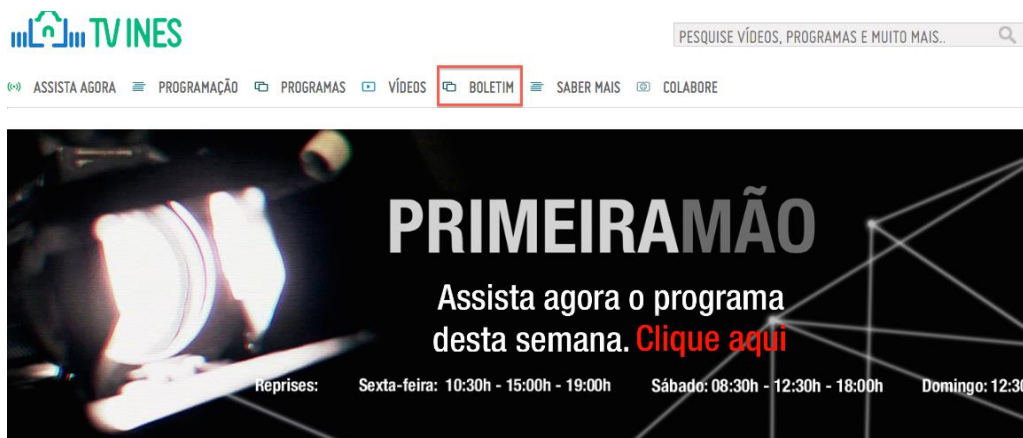 TV INES
PESQUISE VÍDEOS, PROGRAMAS E MUITO MAIS..
ASSISTA AGORA PROGRAMAÇÃO PROGRAMAS VÍDEOS BOLETIM SABER MAIS COLABORE
PRIMEIRAMÃO
Assista agora o programa
desta semana. Clique aqui
Reprises: Sexta-feira: 10:30h - 15:00h - 19:00h Sábado: 08:30h - 12:30h - 18:00h Domingo: 12:30